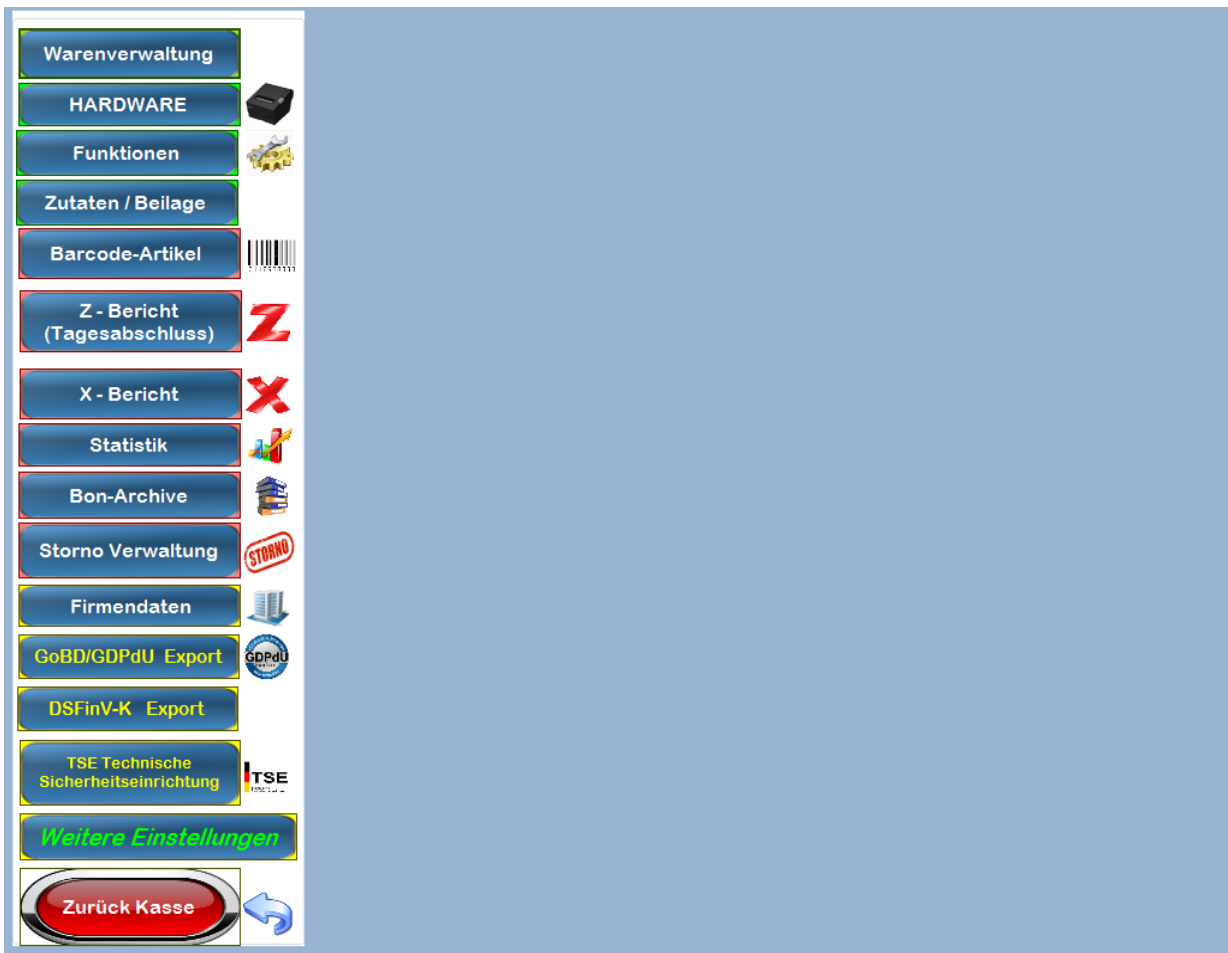 Warenverwaltung
HARDWARE
Funktionen
Zutaten / Beilage
Barcode-Artikel
Z - Bericht
(Tagesabschluss)
Z
X - Bericht
X
Statistik
Bon-Archive
Storno Verwaltung
STORNO
Firmendaten
GoBD/GDPdU Export
GDPdU
DSFinV-K Export
TSE Technische
Sicherheitseinrichtung
TSE
Weitere Einstellungen
Zurück Kasse